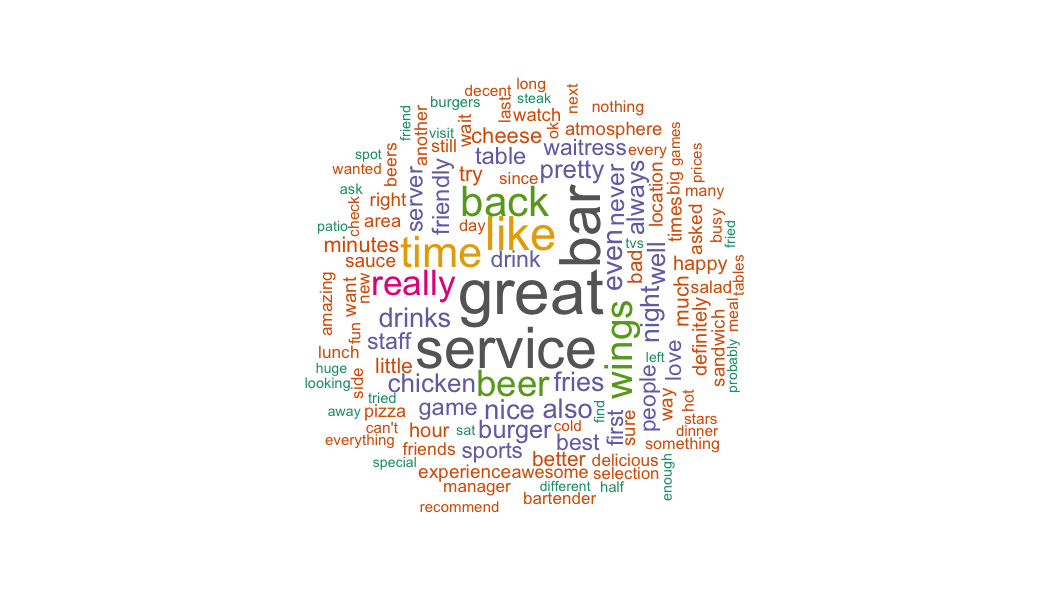 long
decent
steak
next
burgers
last
nothing
friend
another
visit
wait
watch
ok
atmosphere
games
cheese
still
waitress
every
spot
beers
table
prices
wanted
try
since
pretty
never
always
location
big
many
ask
server
friendly
back
bar
times
asked
busy
right
check
patio
area
day
like
even
tvs
fried
minutes
time
drink
bad
well
happy
sauce
tables
really
great
night
much
salad
amazing
want
new
meal
drinks
wings
definitely
sandwich
fun
staff
service
lunch
left
love
probably
huge
little
looking
side
chicken
beer
fries
people
way
hot
tried
away
pizza
game
nice
also
find
first
sure
stars
can't
hour
sat
burger
cold
dinner
everything
friends
sports
best
something
special
better
delicious
enough
experience
awesome
selection
manager
different
half
bartender
recommend